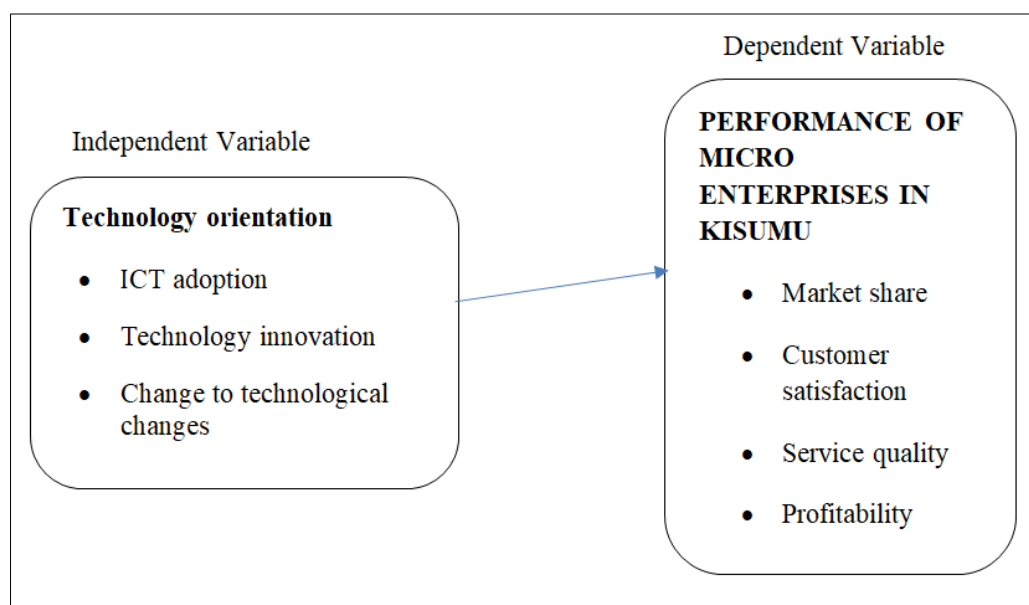 Independent Variable
Technology orientation
• ICT adoption
• Technology innovation
• Change to technological
changes
Dependent Variable
PERFORMANCE OF
MICRO
ENTERPRISES IN
KISUMU
• Market share
• Customer
satisfaction
• Service quality
• Profitability